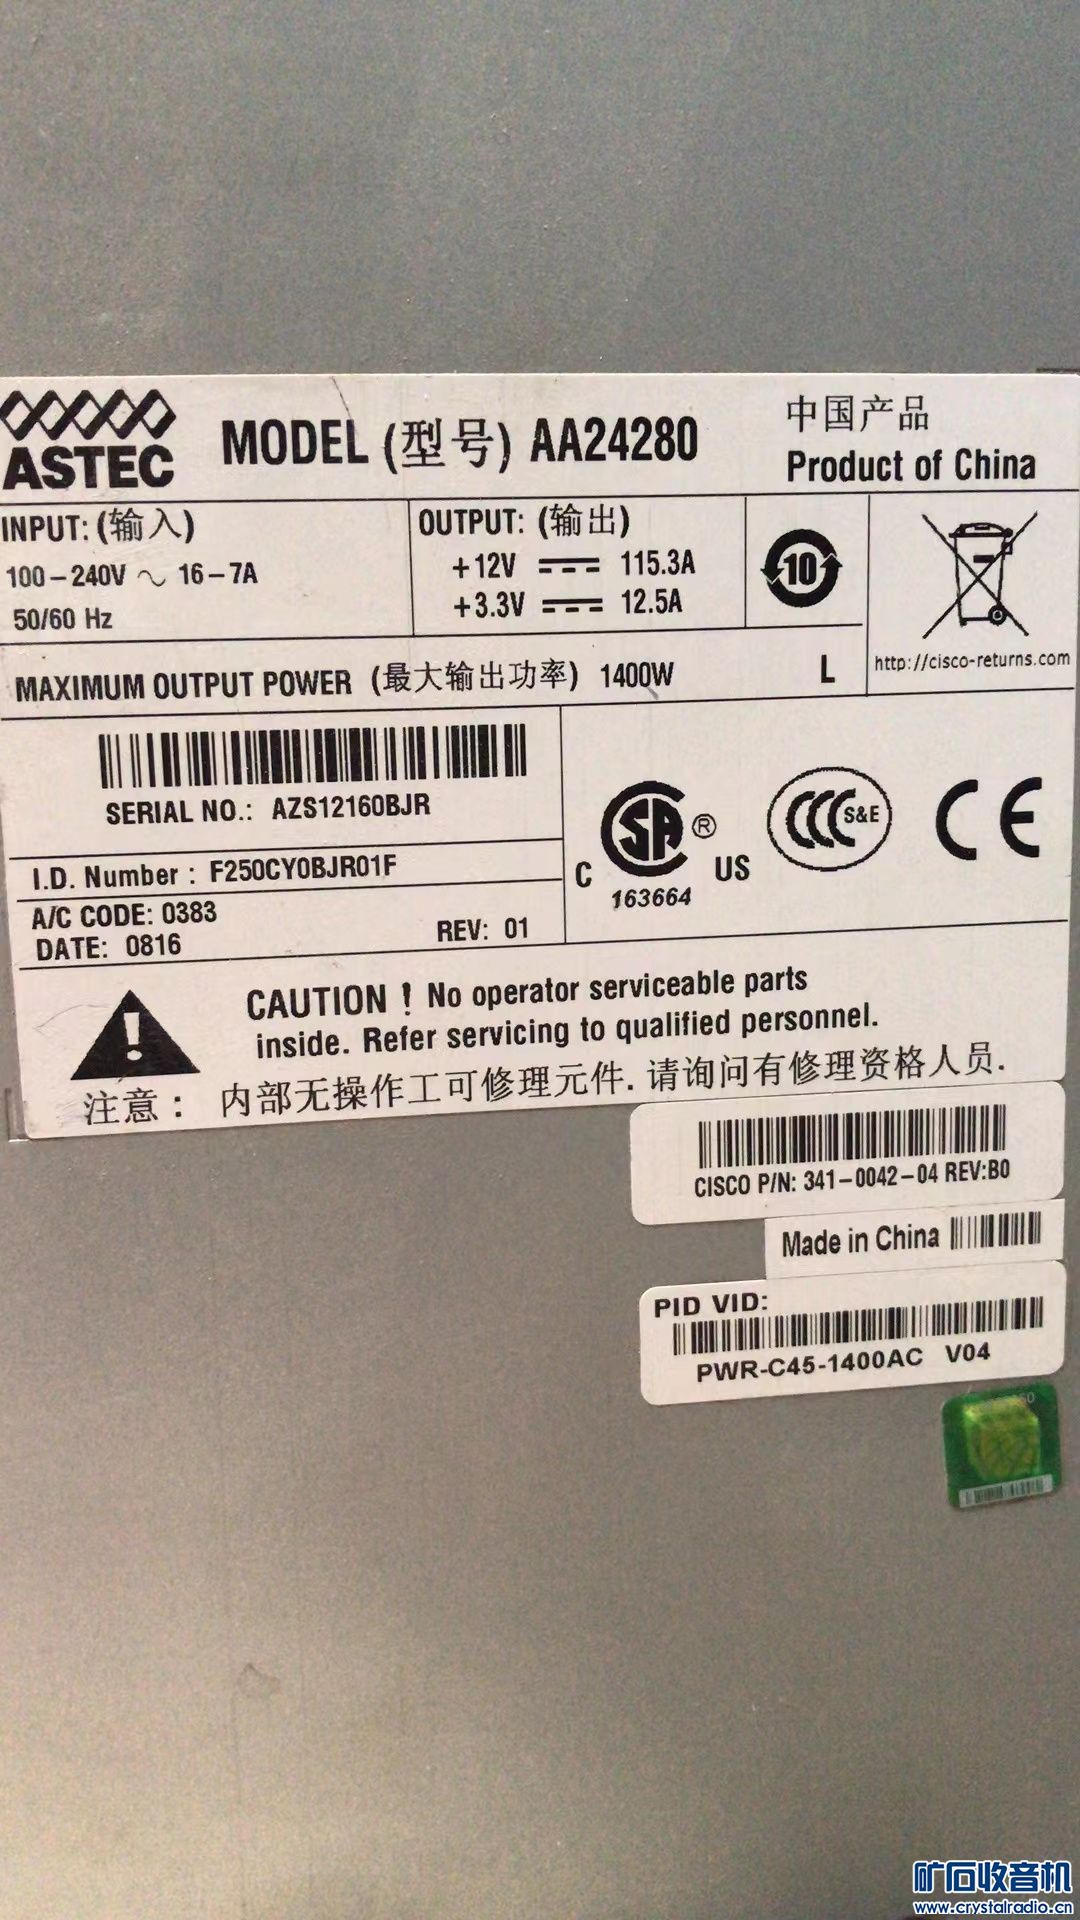 ASTEC
MODEL (型号) AA24280
中国产品
Product of China
INPUT: (输入)
100-240V ~ 16-7A
50/60 Hz
OUTPUT: (输出)
+12V ⎓ 115.3A
+3.3V ⎓ 12.5A
10
http://cisco-returns.com
MAXIMUM OUTPUT POWER (最大输出功率) 1400W
L
SERIAL NO.: AZS12160BJR
I.D. Number : F250CY0BJR01F
A/C CODE: 0383
DATE: 0816
REV: 01
C SA ® US
163664
CCC S&E
CE
CAUTION ! No operator serviceable parts
inside. Refer servicing to qualified personnel.
注意 : 内部无操作工可修理元件. 请询问有修理资格人员.
CISCO P/N: 341-0042-04 REV:B0
Made in China
PID VID:
PWR-C45-1400AC V04
矿石收音机
www.crystalradio.cn